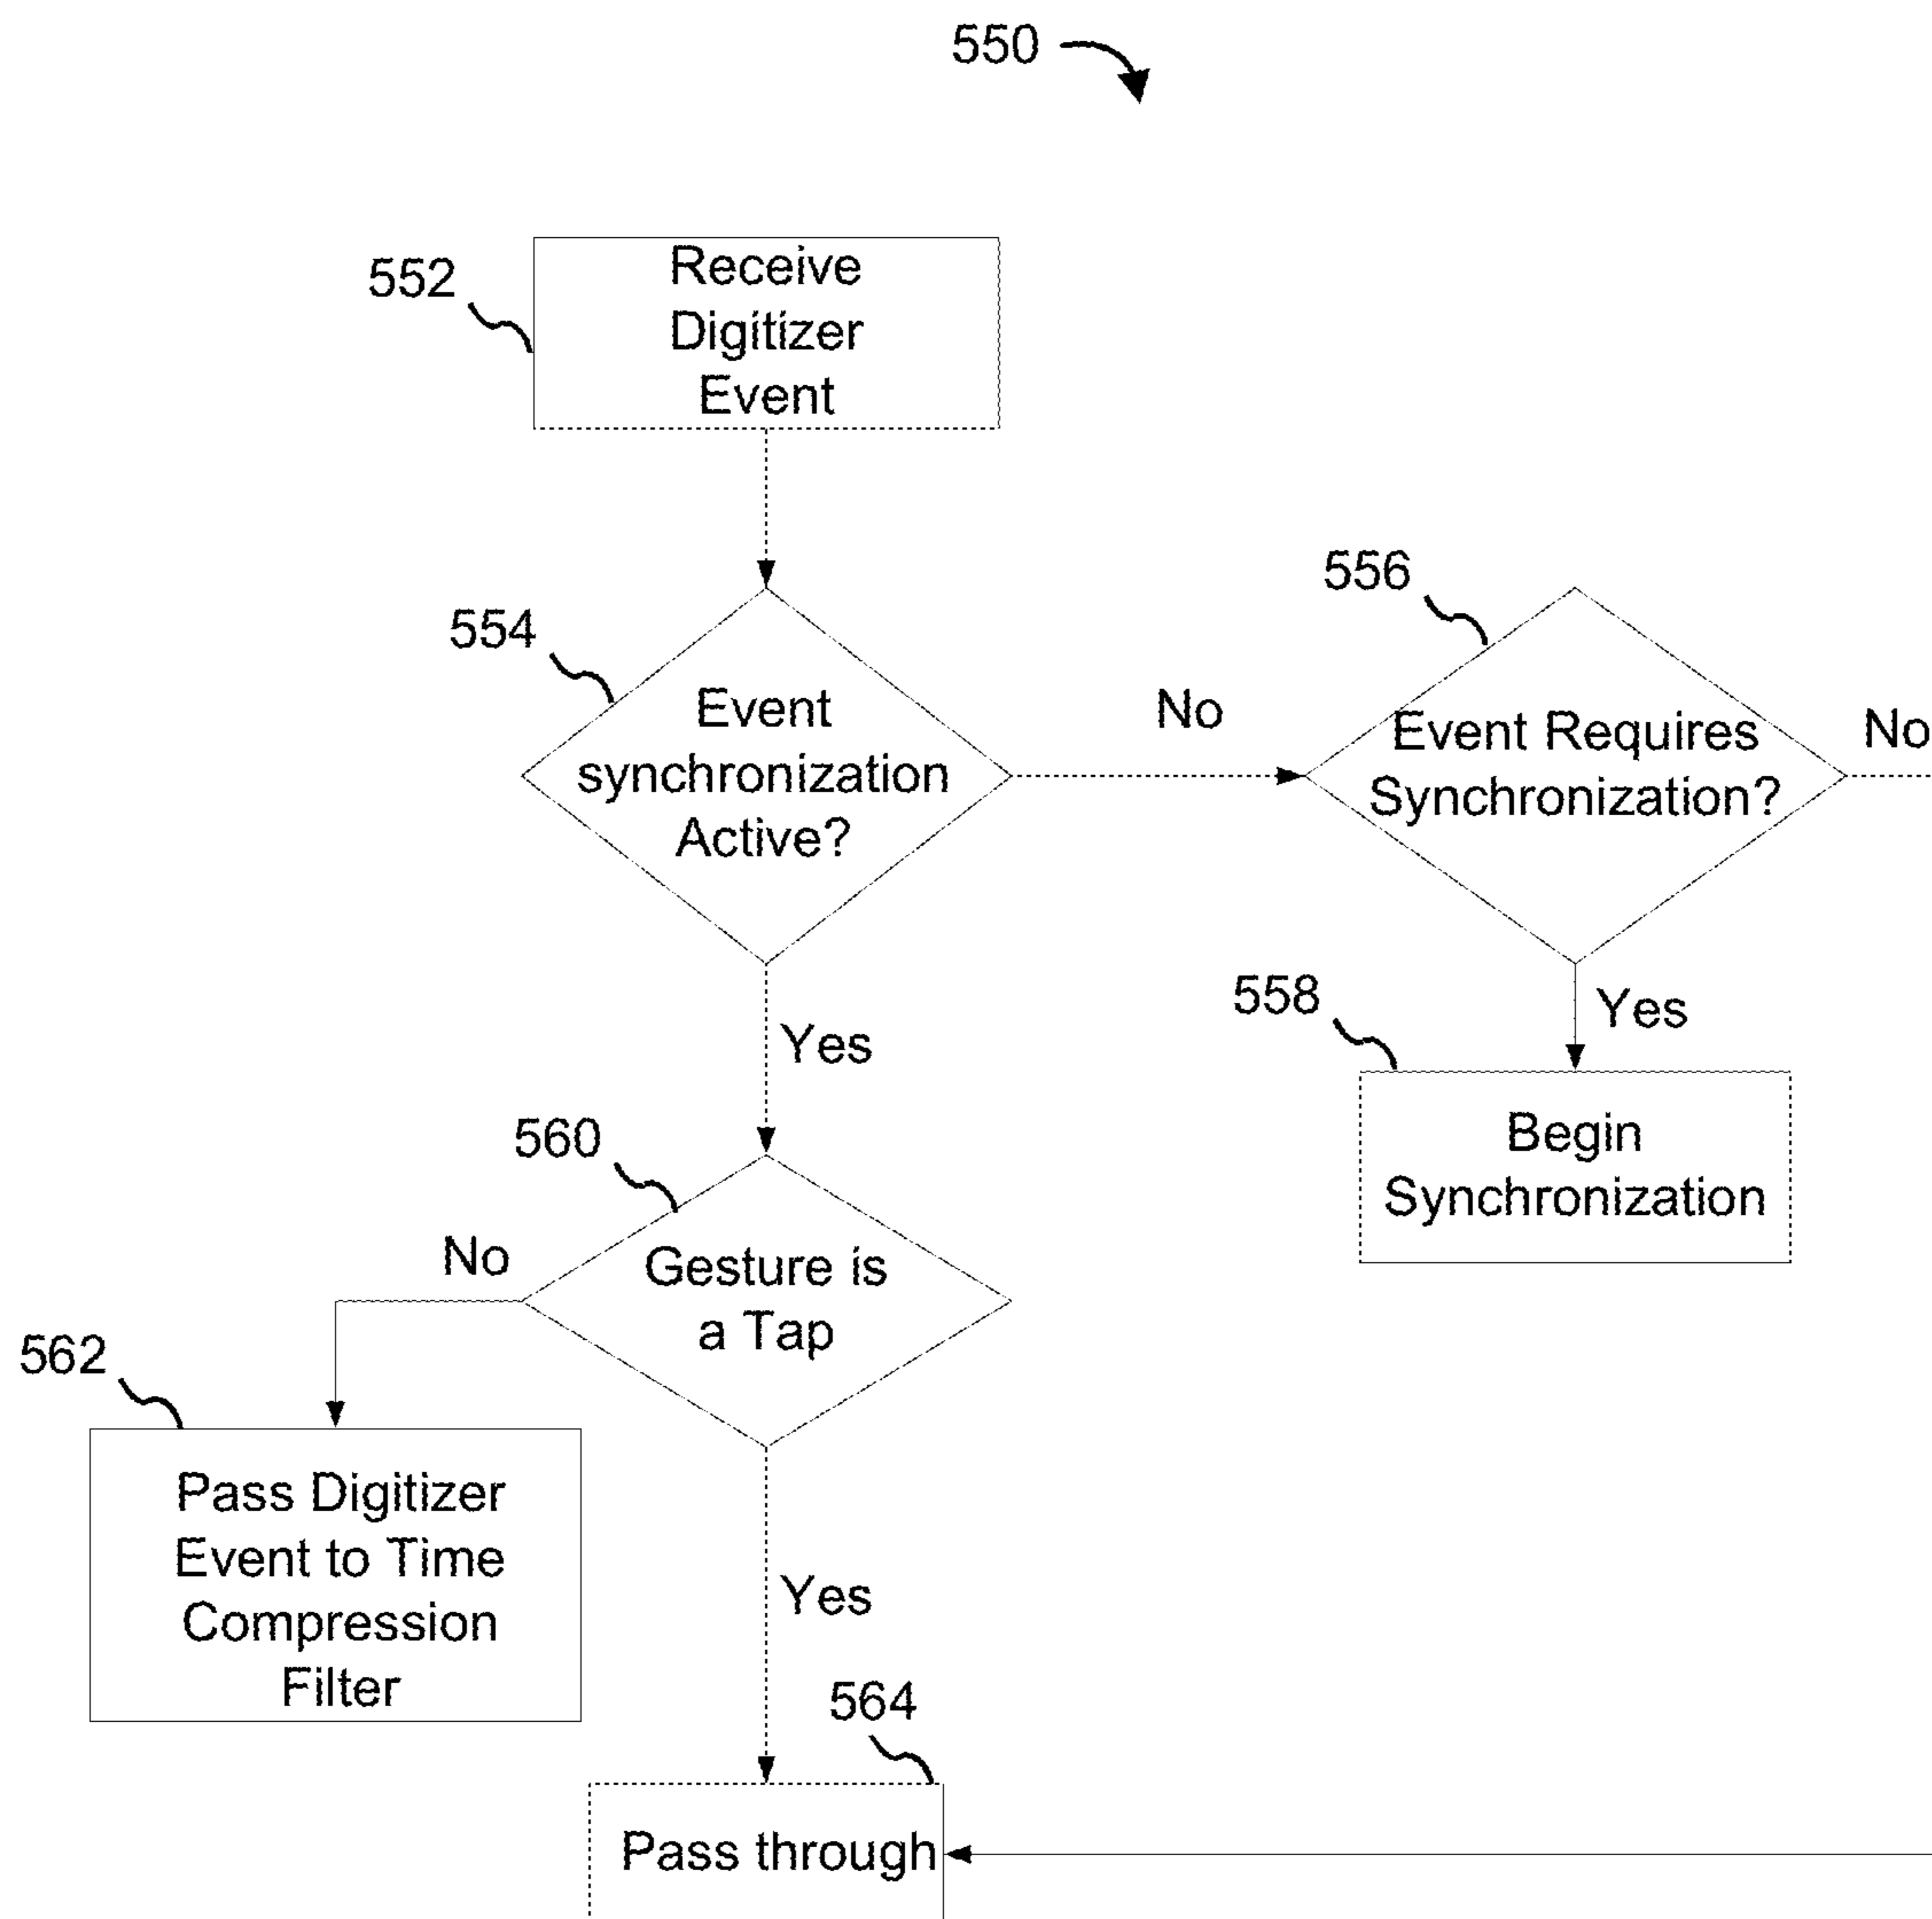 550
552
Receive
Digitizer
Event
554
Event
synchronization
Active?
No
556
Event Requires
Synchronization?
No
Yes
558
Begin
Synchronization
Yes
560
Gesture is
a Tap
No
562
Pass Digitizer
Event to Time
Compression
Filter
Yes
564
Pass through